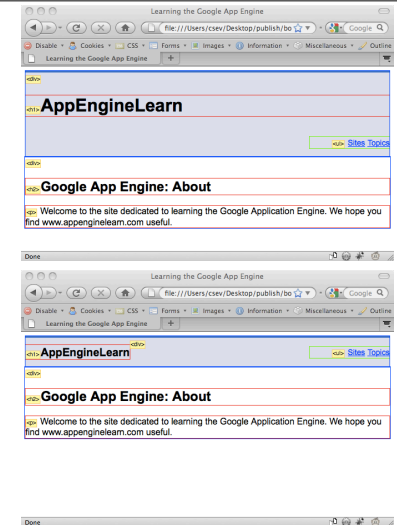 Learning the Google App Engine
file:///Users/csev/Desktop/publish/bo
Google
Disable Cookies CSS Forms Images Information Miscellaneous Outline
Learning the Google App Engine +
<div>
<h1> AppEngineLearn
<ul> Sites Topics
<div>
<h2> Google App Engine: About
<p> Welcome to the site dedicated to learning the Google Application Engine. We hope you
find www.appenginelearn.com useful.
Done
Learning the Google App Engine
file:///Users/csev/Desktop/publish/bo
Google
Disable Cookies CSS Forms Images Information Miscellaneous Outline
Learning the Google App Engine +
<h1> AppEngineLearn <div>
<ul> Sites Topics
<div>
<h2> Google App Engine: About
<p> Welcome to the site dedicated to learning the Google Application Engine. We hope you
find www.appenginelearn.com useful.
Done